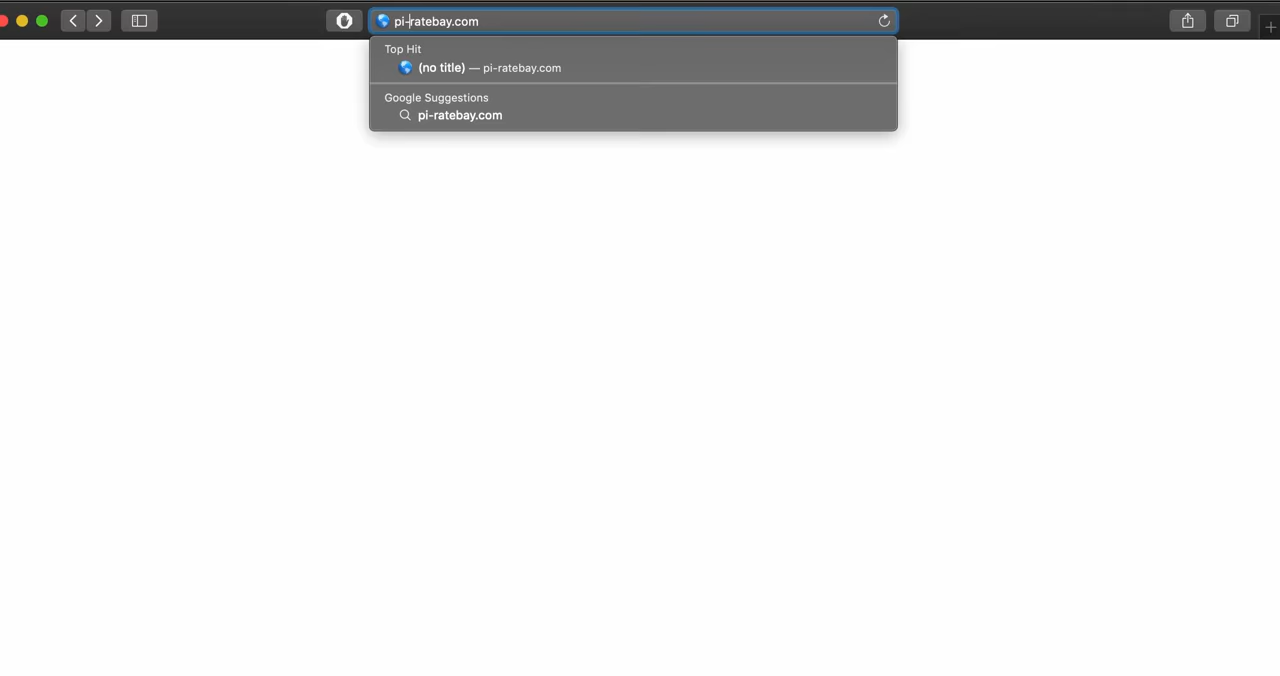 pi-ratebay.com
Top Hit
(no title) — pi-ratebay.com
Google Suggestions
pi-ratebay.com